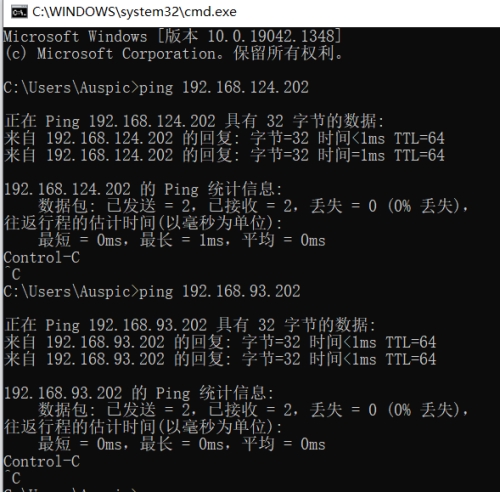 C:\WINDOWS\system32\cmd.exe
Microsoft Windows [版本 10.0.19042.1348]
(c) Microsoft Corporation。保留所有权利。
C:\Users\Auspic>ping 192.168.124.202
正在 Ping 192.168.124.202 具有 32 字节的数据:
来自 192.168.124.202 的回复: 字节=32 时间<1ms TTL=64
来自 192.168.124.202 的回复: 字节=32 时间=1ms TTL=64
192.168.124.202 的 Ping 统计信息:
数据包: 已发送 = 2，已接收 = 2，丢失 = 0 (0% 丢失)，
往返行程的估计时间(以毫秒为单位):
最短 = 0ms，最长 = 1ms，平均 = 0ms
Control-C
^C
C:\Users\Auspic>ping 192.168.93.202
正在 Ping 192.168.93.202 具有 32 字节的数据:
来自 192.168.93.202 的回复: 字节=32 时间<1ms TTL=64
来自 192.168.93.202 的回复: 字节=32 时间<1ms TTL=64
192.168.93.202 的 Ping 统计信息:
数据包: 已发送 = 2，已接收 = 2，丢失 = 0 (0% 丢失)，
往返行程的估计时间(以毫秒为单位):
最短 = 0ms，最长 = 0ms，平均 = 0ms
Control-C
^C